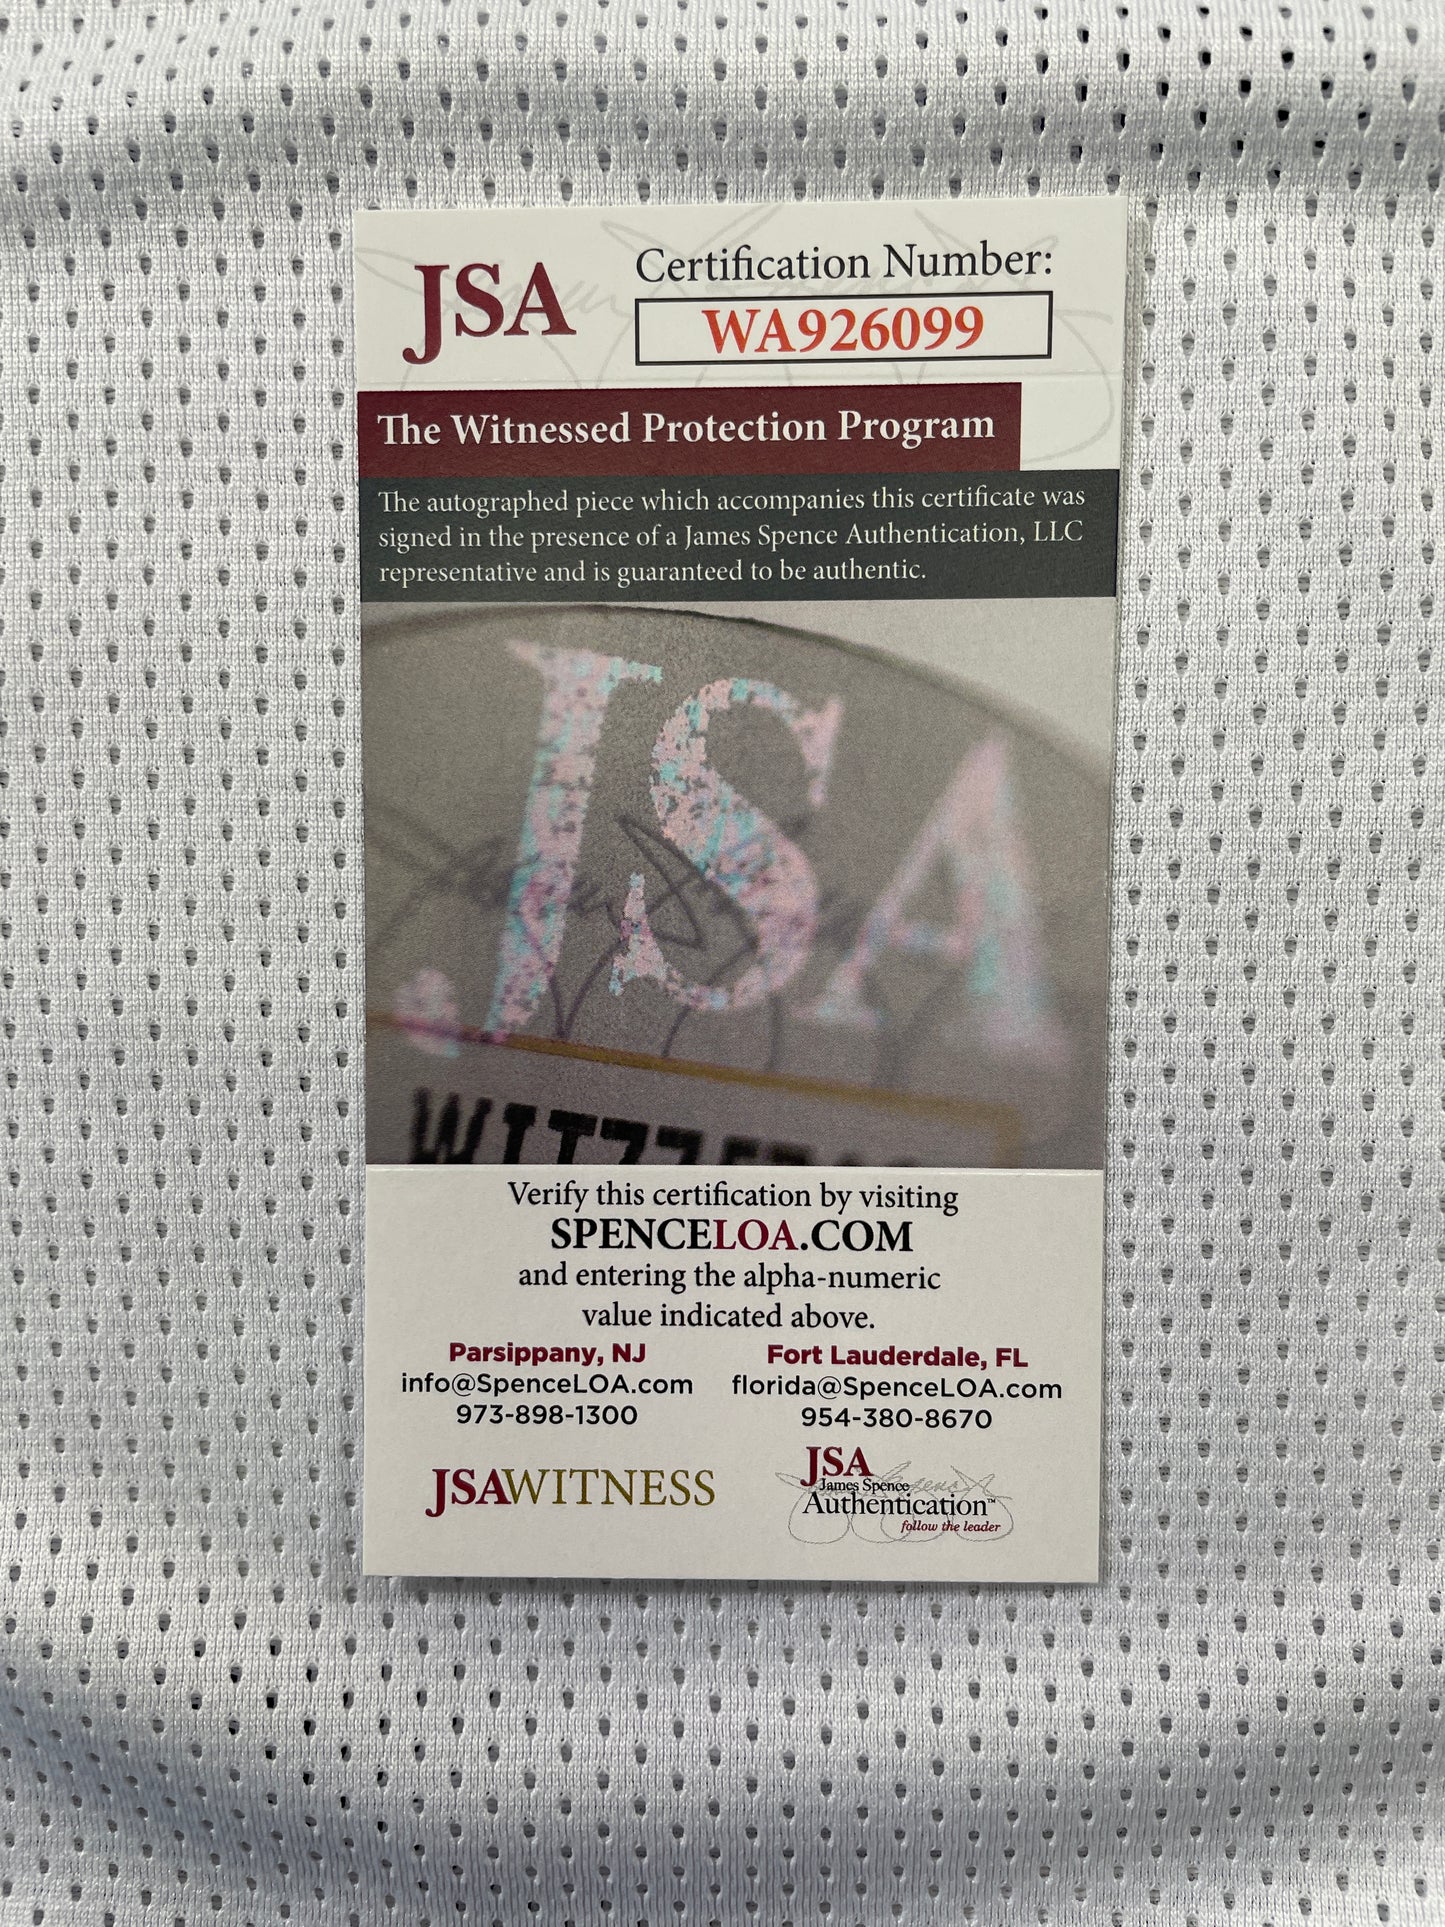 JSA
Certification Number:
WA926099
The Witnessed Protection Program
The autographed piece which accompanies this certificate was
signed in the presence of a James Spence Authentication, LLC
representative and is guaranteed to be authentic.
JSA
Verify this certification by visiting
SPENCELOA.COM
and entering the alpha-numeric
value indicated above.
Parsippany, NJ
info@SpenceLOA.com
973-898-1300
Fort Lauderdale, FL
florida@SpenceLOA.com
954-380-8670
JSAWITNESS
JSA
James Spence
Authentication™
follow the leader